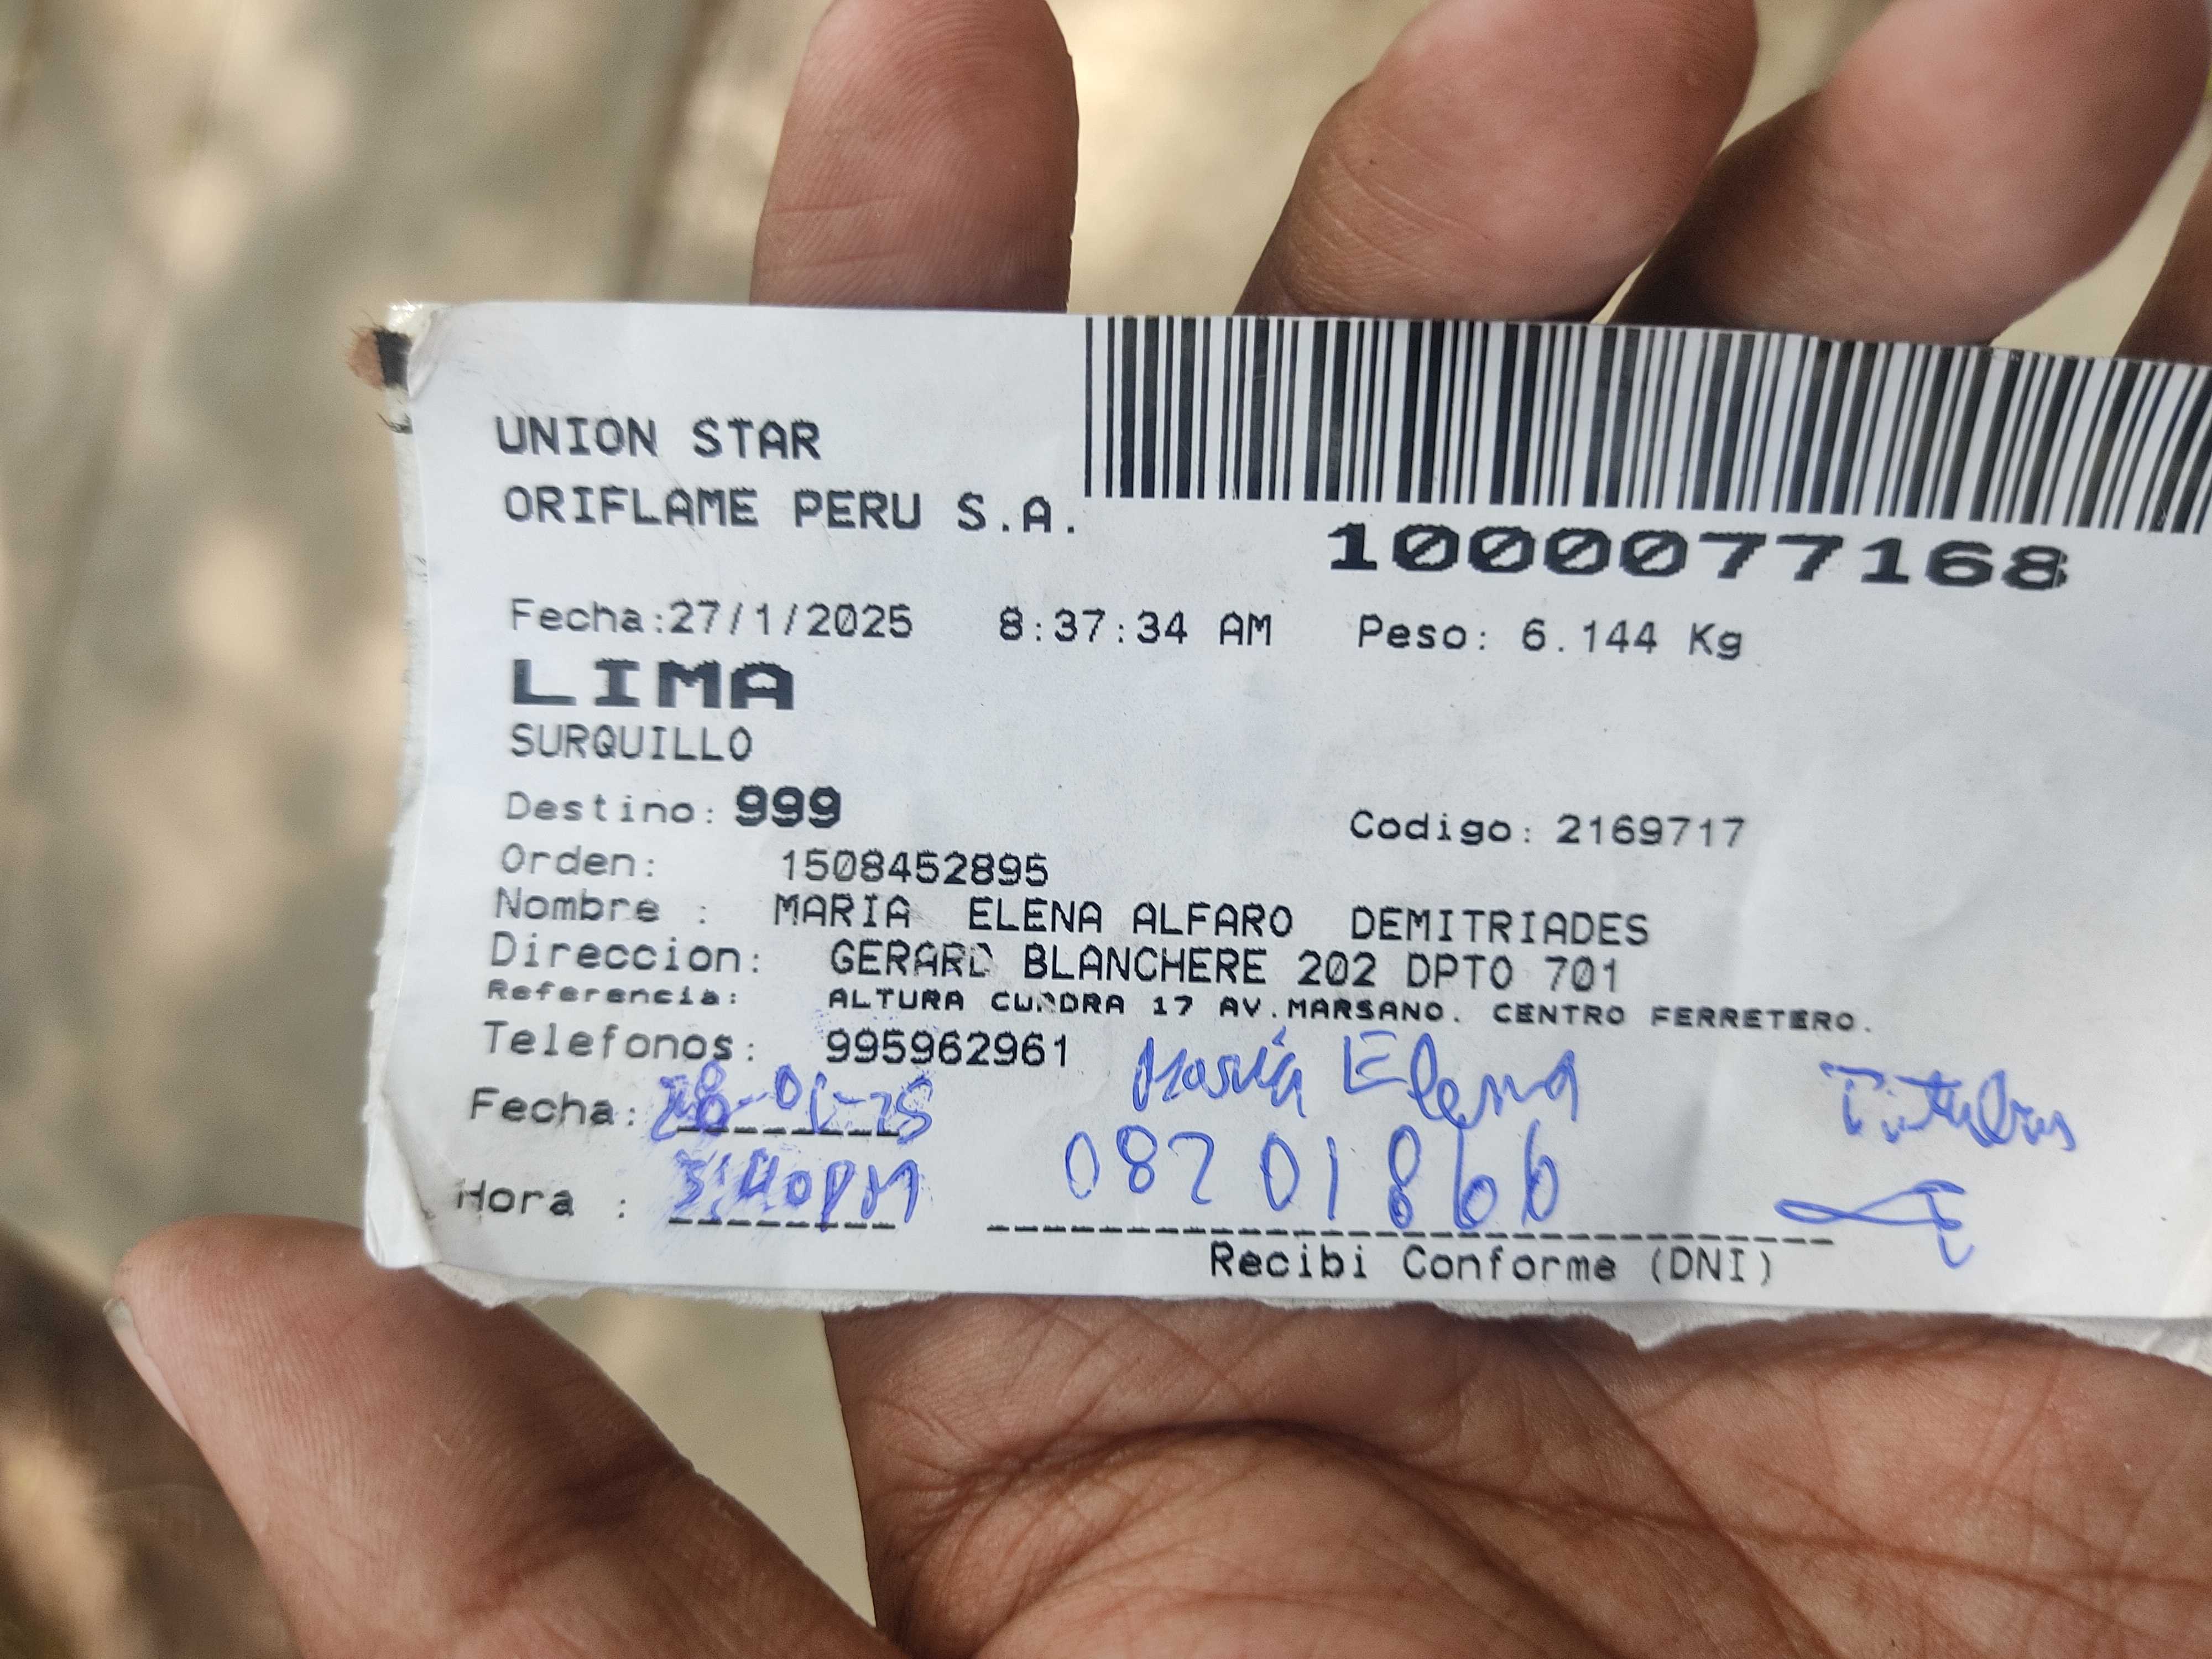 UNION STAR
ORIFLAME PERU S.A.
1000077168
Fecha:27/1/2025 8:37:34 AM Peso: 6.144 Kg
LIMA
SURQUILLO
Destino: 999 Codigo: 2169717
Orden: 1508452895
Nombre : MARIA ELENA ALFARO DEMITRIADES
Direccion: GERARD BLANCHERE 202 DPTO 701
Referencia: ALTURA CUADRA 17 AV.MARSANO. CENTRO FERRETERO.
Telefonos: 995962961
María Elena
Fecha: 28-01-25
08201866
Hora : 3:40PM
Recibi Conforme (DNI)